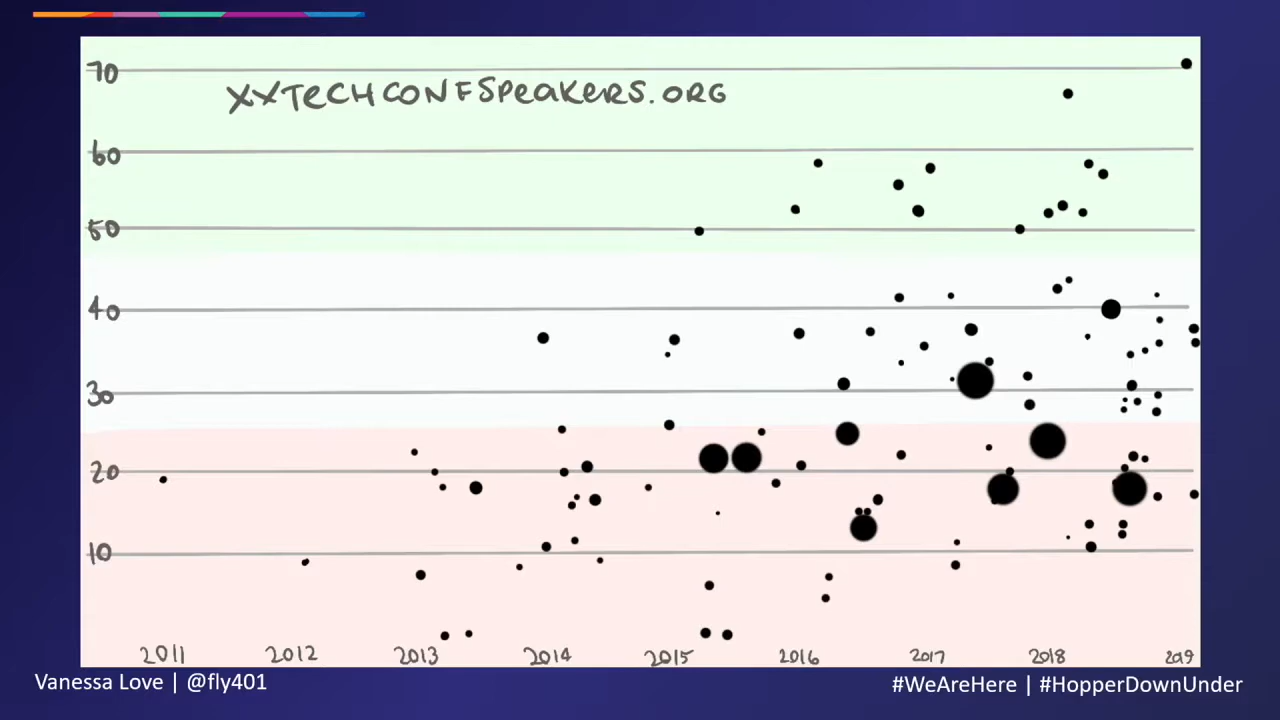 70
XXTECHCONFSPEAKERS.ORG
60
50
40
30
20
10
2011 2012 2013 2014 2015 2016 2017 2018 2019
Vanessa Love | @fly401
#WeAreHere | #HopperDownUnder